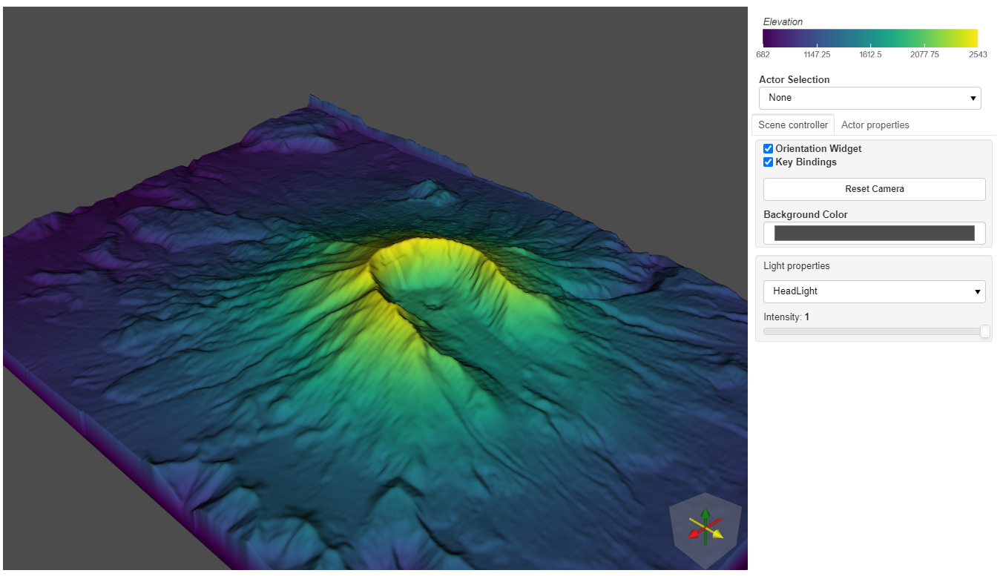 Elevation
682 1147.25 1612.5 2077.75 2543
Actor Selection
None
Scene controller Actor properties
Orientation Widget
Key Bindings
Reset Camera
Background Color
Light properties
HeadLight
Intensity: 1